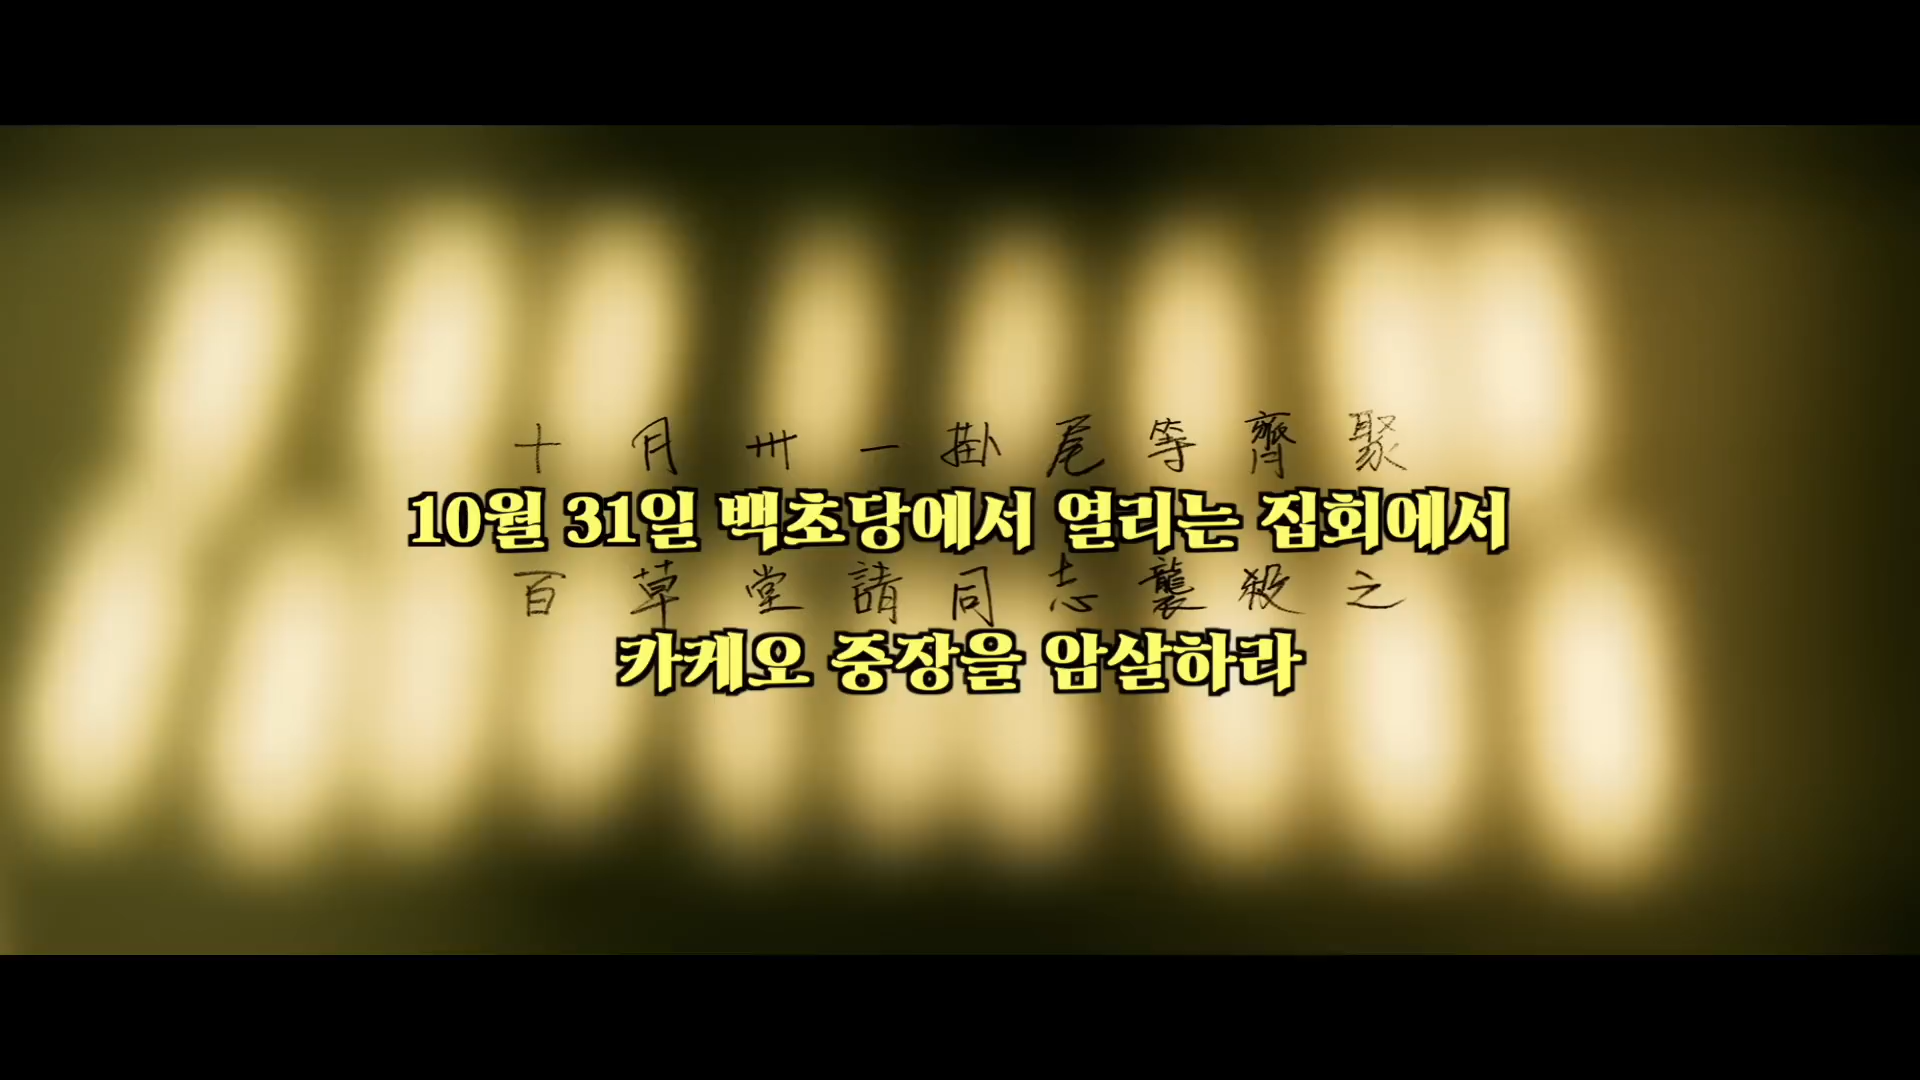 十月卅一掛尾等齊聚
10월 31일 백초당에서 열리는 집회에서
百草堂請同志襲殺之
카케오 중장을 암살하라